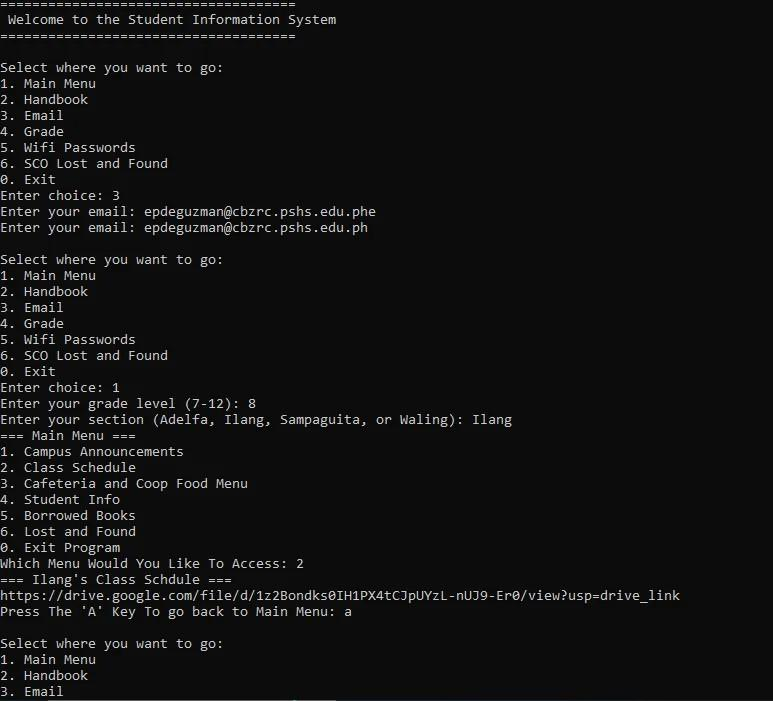 =====================================
Welcome to the Student Information System
=====================================
Select where you want to go:
1. Main Menu
2. Handbook
3. Email
4. Grade
5. Wifi Passwords
6. SCO Lost and Found
0. Exit
Enter choice: 3
Enter your email: epdeguzman@cbzrc.pshs.edu.phe
Enter your email: epdeguzman@cbzrc.pshs.edu.ph
Select where you want to go:
1. Main Menu
2. Handbook
3. Email
4. Grade
5. Wifi Passwords
6. SCO Lost and Found
0. Exit
Enter choice: 1
Enter your grade level (7-12): 8
Enter your section (Adelfa, Ilang, Sampaguita, or Waling): Ilang
=== Main Menu ===
1. Campus Announcements
2. Class Schedule
3. Cafeteria and Coop Food Menu
4. Student Info
5. Borrowed Books
6. Lost and Found
0. Exit Program
Which Menu Would You Like To Access: 2
=== Ilang's Class Schdule ===
https://drive.google.com/file/d/1z2Bondks0IH1PX4tCJpUYzL-nUJ9-Er0/view?usp=drive_link
Press The 'A' Key To go back to Main Menu: a
Select where you want to go:
1. Main Menu
2. Handbook
3. Email